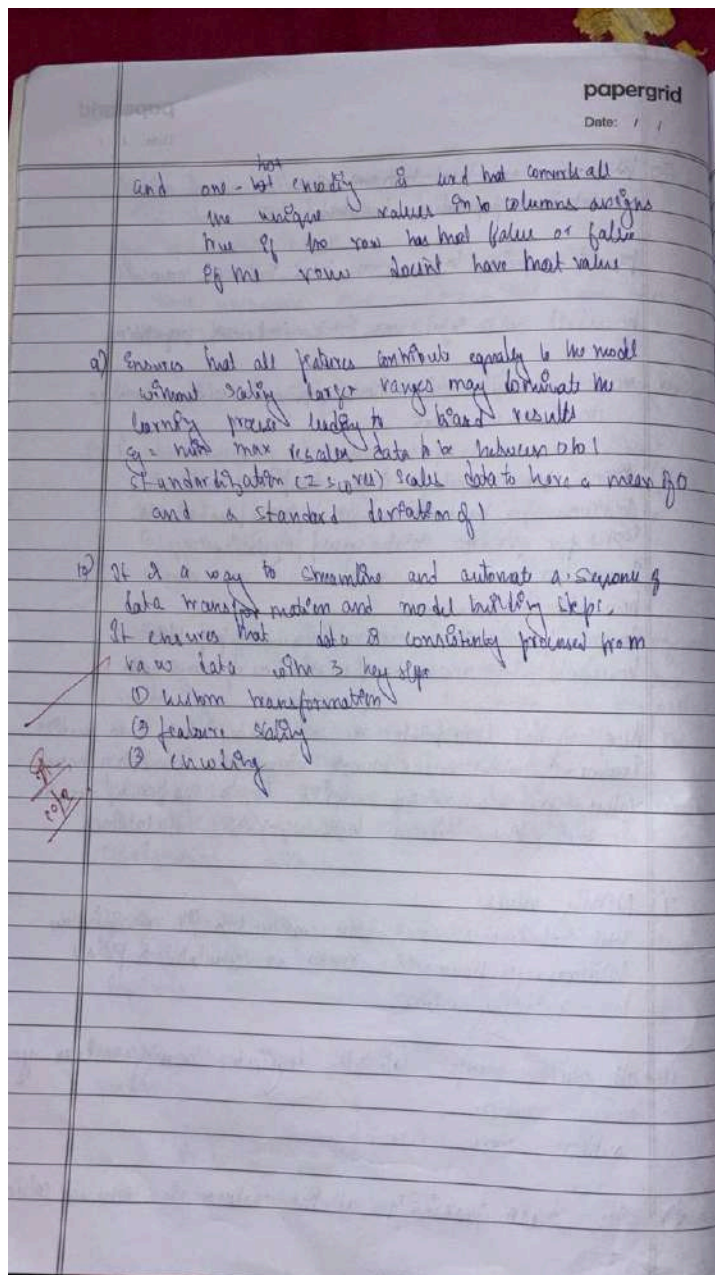 papergrid
Date: / /
hot
and one-hot encoding is used that converts all
the unique values into columns assigns
true if the row has that value or false
if the row doesn't have that value
9) Ensures that all features contribute equally to the model
without scaling larger ranges may dominate the
learning process leading to results
eg = min max rescales data to be between 0 to 1
standardization (Z scores) scales data to have a mean of 0
and a standard deviation of 1
10) It is a way to streamline and automate a of
data transformation and model building steps.
It ensures that data is consistently processed from
raw data with 3 key steps
① custom transformation
② feature scaling
③ encoding